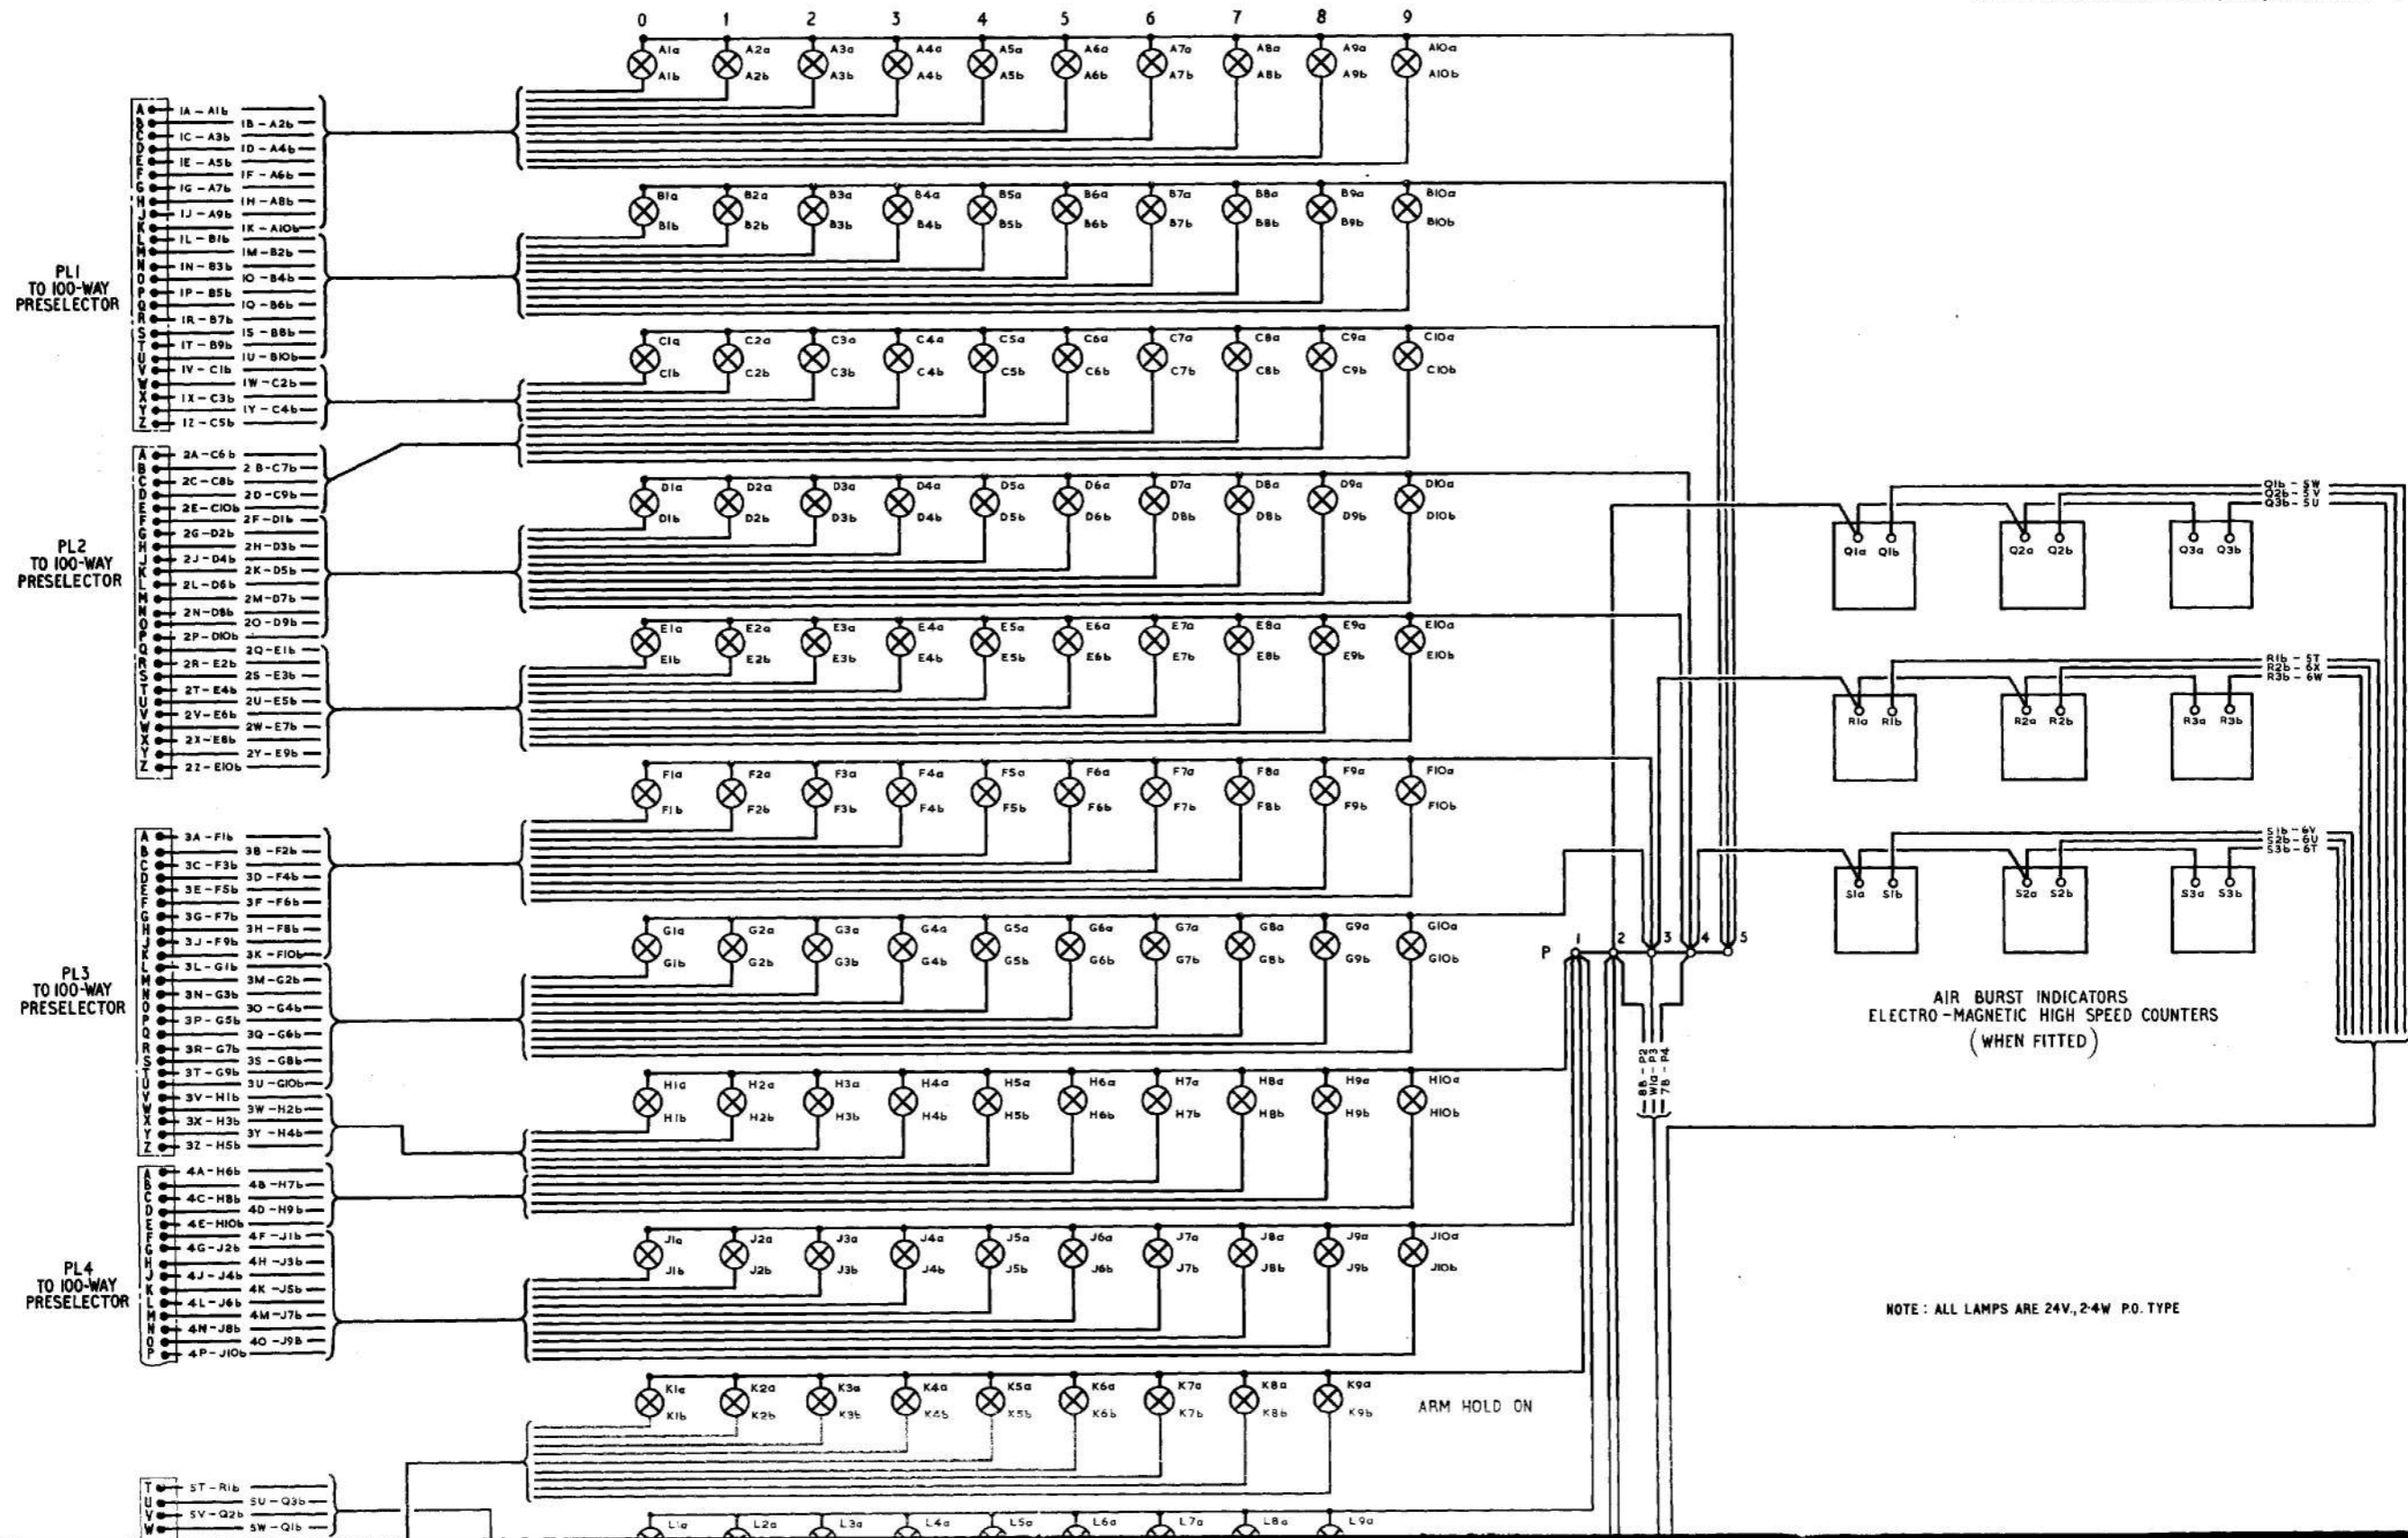 0 1 2 3 4 5 6 7 8 9
A1a A2a A3a A4a A5a A6a A7a A8a A9a A10a
A1b A2b A3b A4b A5b A6b A7b A8b A9b A10b
B1a B2a B3a B4a B5a B6a B7a B8a B9a B10a
B1b B2b B3b B4b B5b B6b B7b B8b B9b B10b
C1a C2a C3a C4a C5a C6a C7a C8a C9a C10a
C1b C2b C3b C4b C5b C6b C7b C8b C9b C10b
D1a D2a D3a D4a D5a D6a D7a D8a D9a D10a
D1b D2b D3b D4b D5b D6b D8b D8b D9b D10b
E1a E2a E3a E4a E5a E6a E7a E8a E9a E10a
E1b E2b E3b E4b E5b E6b E7b E8b E9b E10b
F1a F2a F3a F4a F5a F6a F7a F8a F9a F10a
F1b F2b F3b F4b F5b F6b F7b F8b F9b F10b
G1a G2a G3a G4a G5a G6a G7a G8a G9a G10a
G1b G2b G3b G4b G5b G6b G7b G8b G9b G10b
H1a H2a H3a H4a H5a H6a H7a H8a H9a H10a
H1b H2b H3b H4b H5b H6b H7b H8b H9b H10b
J1a J2a J3a J4a J5a J6a J7a J8a J9a J10a
J1b J2b J3b J4b J5b J6b J7b J8b J9b J10b
K1a K2a K3a K4a K5a K6a K7a K8a K9a
K1b K2b K3b K4b K5b K6b K7b K8b K9b
ARM HOLD ON
L1a L2a L3a L4a L5a L6a L7a L8a L9a
PL1
TO 100-WAY
PRESELECTOR
A 1A - A1b
B 1B - A2b
C 1C - A3b
D 1D - A4b
E 1E - A5b
F 1F - A6b
G 1G - A7b
H 1H - A8b
J 1J - A9b
K 1K - A10b
L 1L - B1b
M 1M - B2b
N 1N - B3b
O 1O - B4b
P 1P - B5b
Q 1Q - B6b
R 1R - B7b
S 1S - B8b
T 1T - B9b
U 1U - B10b
V 1V - C1b
W 1W - C2b
X 1X - C3b
Y 1Y - C4b
Z 1Z - C5b
PL2
TO 100-WAY
PRESELECTOR
A 2A - C6b
B 2B - C7b
C 2C - C8b
D 2D - C9b
E 2E - C10b
F 2F - D1b
G 2G - D2b
H 2H - D3b
J 2J - D4b
K 2K - D5b
L 2L - D6b
M 2M - D7b
N 2N - D8b
O 2O - D9b
P 2P - D10b
Q 2Q - E1b
R 2R - E2b
S 2S - E3b
T 2T - E4b
U 2U - E5b
V 2V - E6b
W 2W - E7b
X 2X - E8b
Y 2Y - E9b
Z 2Z - E10b
PL3
TO 100-WAY
PRESELECTOR
A 3A - F1b
B 3B - F2b
C 3C - F3b
D 3D - F4b
E 3E - F5b
F 3F - F6b
G 3G - F7b
H 3H - F8b
J 3J - F9b
K 3K - F10b
L 3L - G1b
M 3M - G2b
N 3N - G3b
O 3O - G4b
P 3P - G5b
Q 3Q - G6b
R 3R - G7b
S 3S - G8b
T 3T - G9b
U 3U - G10b
V 3V - H1b
W 3W - H2b
X 3X - H3b
Y 3Y - H4b
Z 3Z - H5b
PL4
TO 100-WAY
PRESELECTOR
A 4A - H6b
B 4B - H7b
C 4C - H8b
D 4D - H9b
E 4E - H10b
F 4F - J1b
G 4G - J2b
H 4H - J3b
J 4J - J4b
K 4K - J5b
L 4L - J6b
M 4M - J7b
N 4N - J8b
O 4O - J9B
P 4P - J10b
T 5T - R1b
U 5U - Q3b
V 5V - Q2b
W 5W - Q1b
Q1b - 5W
Q2b - 5V
Q3b - 5U
Q1a Q1b Q2a Q2b Q3a Q3b
R1b - 5T
R2b - 6X
R3b - 6W
R1a R1b R2a R2b R3a R3b
S1b - 6V
S2b - 6U
S3b - 6T
S1a S1b S2a S2b S3a S3b
P 1 2 3 4 5
8B - P2
W1a - P3
7B - P4
AIR BURST INDICATORS
ELECTRO-MAGNETIC HIGH SPEED COUNTERS
(WHEN FITTED)
NOTE: ALL LAMPS ARE 24V., 2·4W P.O. TYPE